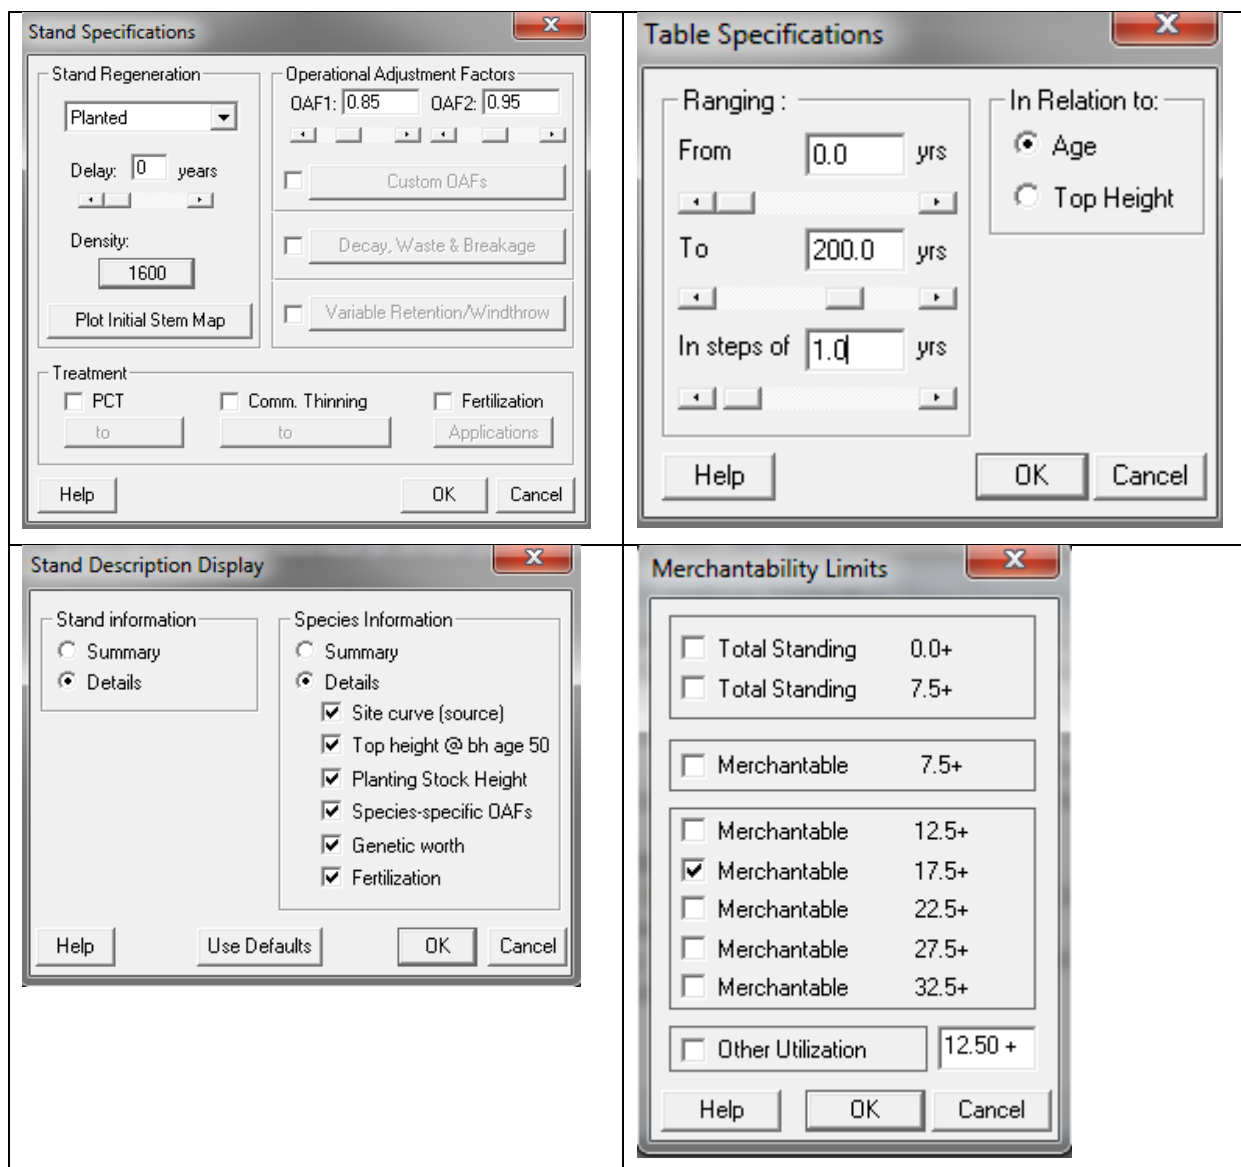 Stand Specifications
Stand Regeneration
Planted
Delay: 0 years
Density:
1600
Plot Initial Stem Map
Operational Adjustment Factors
OAF1: 0.85 OAF2: 0.95
Custom OAFs
Decay, Waste & Breakage
Variable Retention/Windthrow
Treatment
PCT Comm. Thinning Fertilization
to to Applications
Help OK Cancel
Table Specifications
Ranging :
From 0.0 yrs
To 200.0 yrs
In steps of 1.0 yrs
In Relation to:
Age
Top Height
Help OK Cancel
Stand Description Display
Stand information
Summary
Details
Species Information
Summary
Details
Site curve (source)
Top height @ bh age 50
Planting Stock Height
Species-specific OAFs
Genetic worth
Fertilization
Help Use Defaults OK Cancel
Merchantability Limits
Total Standing 0.0+
Total Standing 7.5+
Merchantable 7.5+
Merchantable 12.5+
Merchantable 17.5+
Merchantable 22.5+
Merchantable 27.5+
Merchantable 32.5+
Other Utilization 12.50 +
Help OK Cancel